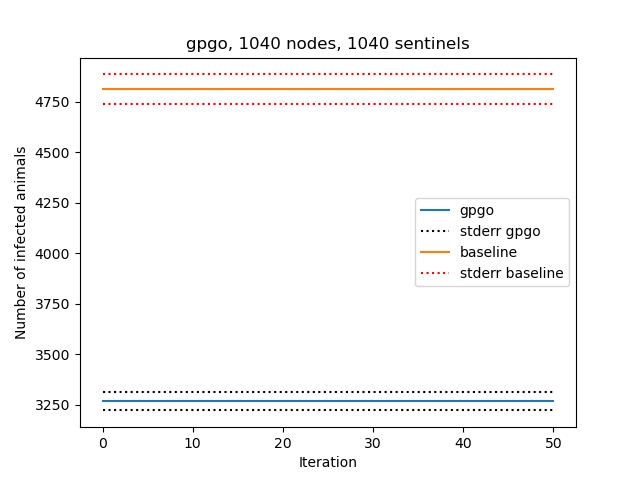 gpgo, 1040 nodes, 1040 sentinels
Number of infected animals
4750
4500
4250
4000
3750
3500
3250
gpgo
stderr gpgo
baseline
stderr baseline
0 10 20 30 40 50
Iteration